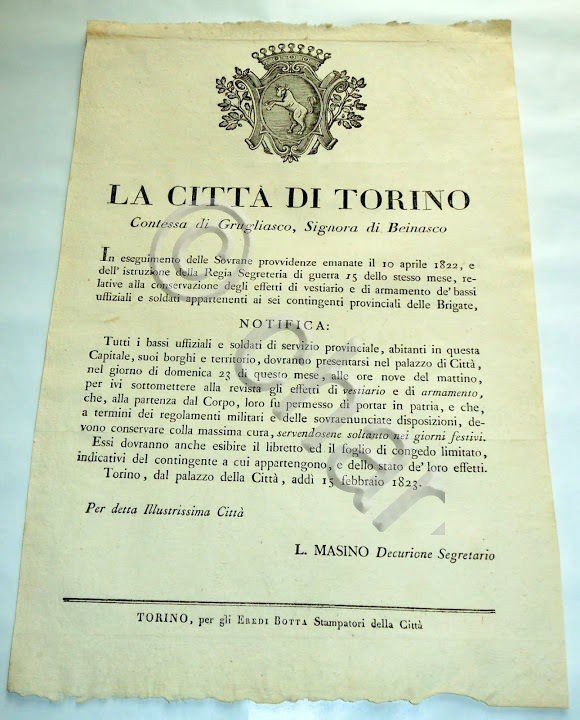 LA CITTÀ DI TORINO
Contessa di Grugliasco, Signora di Beinasco
In eseguimento delle Sovrane provvidenze emanate il 10 aprile 1822, e
dell'istruzione della Regia Segreteria di guerra 15 dello stesso mese, re-
lative alla conservazione degli effetti di vestiario e di armamento de' bassi
uffiziali e soldati appartenenti ai sei contingenti provinciali delle Brigate,
NOTIFICA:
Tutti i bassi uffiziali e soldati di servizio provinciale, abitanti in questa
Capitale, suoi borghi e territorio, dovranno presentarsi nel palazzo di Città,
nel giorno di domenica 23 di questo mese, alle ore nove del mattino,
per ivi sottomettere alla revista gli effetti di vestiario e di armamento,
che, alla partenza dal Corpo, loro fu permesso di portar in patria, e che,
a termini dei regolamenti militari e delle sovraenunciate disposizioni, de-
vono conservare colla massima cura, servendosene soltanto nei giorni festivi.
Essi dovranno anche esibire il libretto ed il foglio di congedo limitato,
indicativi del contingente a cui appartengono, e dello stato de' loro effetti.
Torino, dal palazzo della Città, addì 15 febbraio 1823.
Per detta Illustrissima Città
L. MASINO Decurione Segretario
TORINO, per gli EREDI BOTTA Stampatori della Città